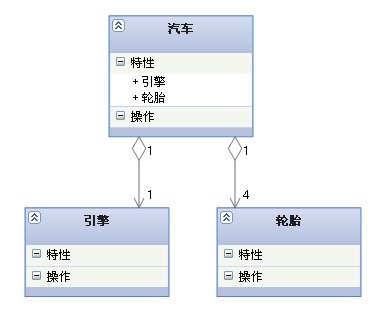 汽车
特性
+ 引擎
+ 轮胎
操作
1 1
1 4
引擎 轮胎
特性 特性
操作 操作